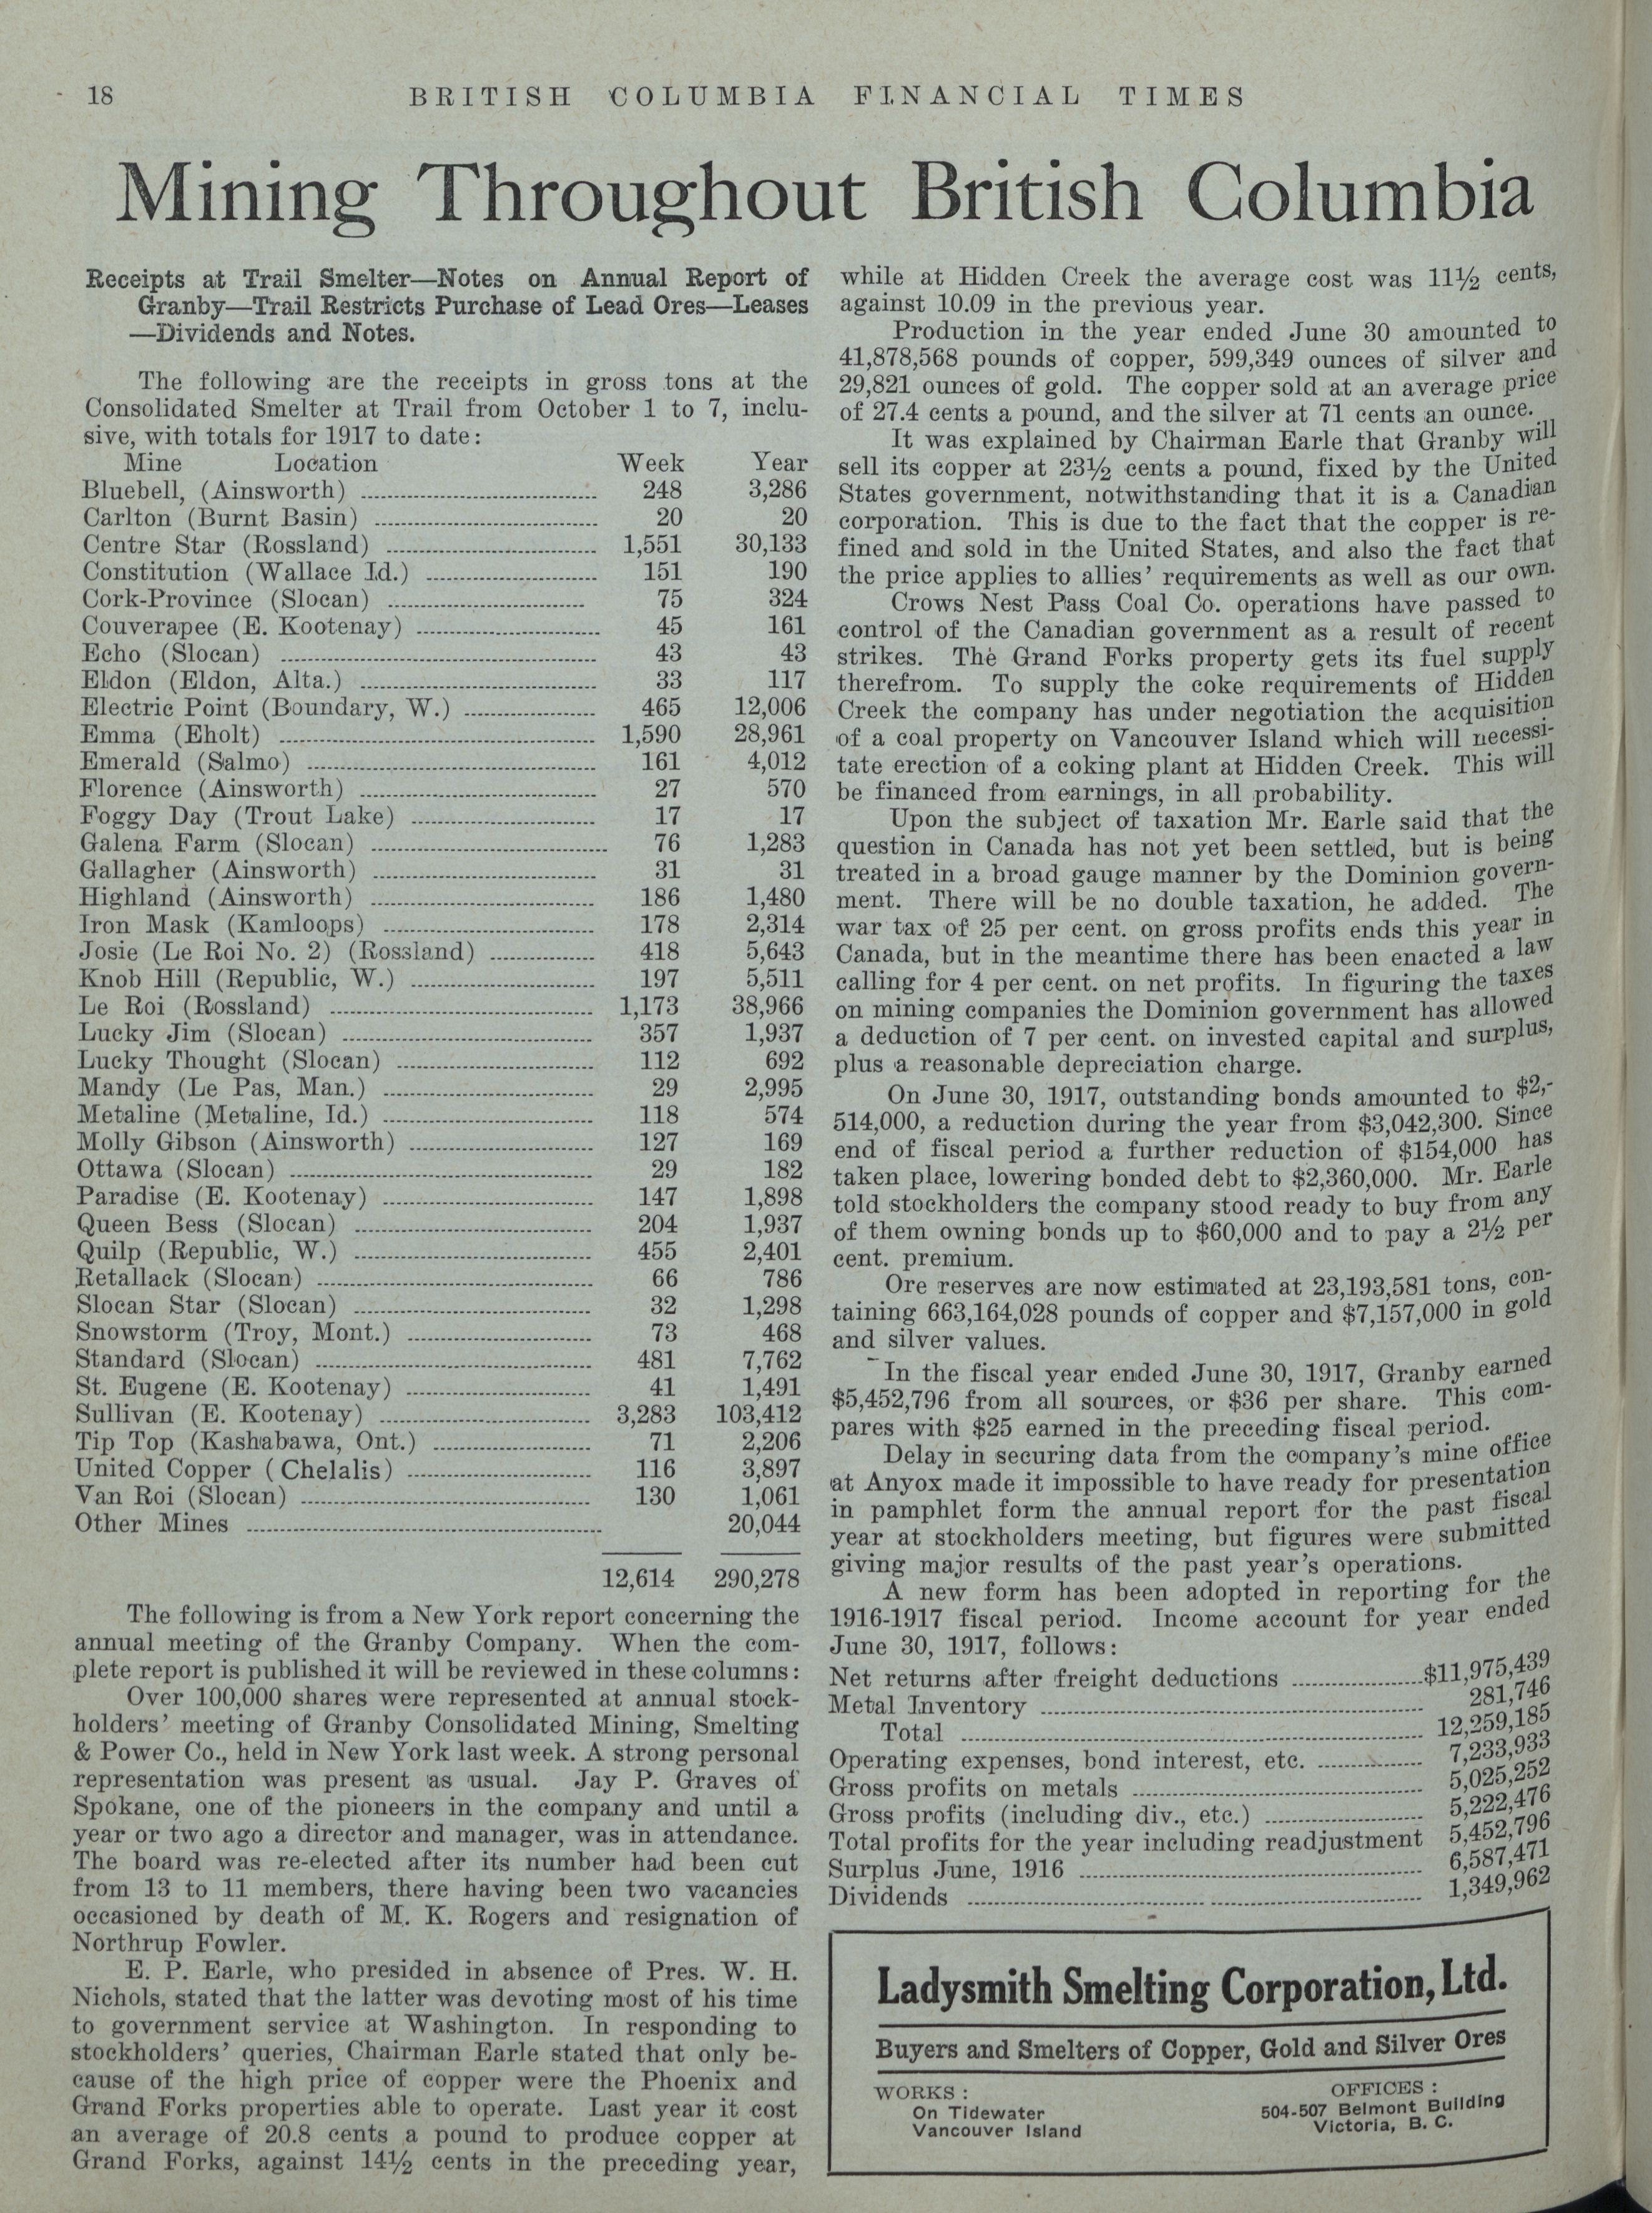 18
BRITISH COLUMBIA FINANCIAL TIMES
Mining Throughout British Columbia
Receipts at Trail Smelter—Notes on Annual Report of
Granby—Trail Restricts Purchase of Lead Ores—Leases
—Dividends and Notes.
The following are the receipts in gross tons at the
Consolidated Smelter at Trail from October 1 to 7, inclu-
sive, with totals for 1917 to date:
Mine Location Week Year
Bluebell, (Ainsworth) 248 3,286
Carlton (Burnt Basin) 20 20
Centre Star (Rossland) 1,551 30,133
Constitution (Wallace Id.) 151 190
Cork-Province (Slocan) 75 324
Couverapee (E. Kootenay) 45 161
Echo (Slocan) 43 43
Eldon (Eldon, Alta.) 33 117
Electric Point (Boundary, W.) 465 12,006
Emma (Eholt) 1,590 28,961
Emerald (Salmo) 161 4,012
Florence (Ainsworth) 27 570
Foggy Day (Trout Lake) 17 17
Galena Farm (Slocan) 76 1,283
Gallagher (Ainsworth) 31 31
Highland (Ainsworth) 186 1,480
Iron Mask (Kamloops) 178 2,314
Josie (Le Roi No. 2) (Rossland) 418 5,643
Knob Hill (Republic, W.) 197 5,511
Le Roi (Rossland) 1,173 38,966
Lucky Jim (Slocan) 357 1,937
Lucky Thought (Slocan) 112 692
Mandy (Le Pas, Man.) 29 2,995
Metaline (Metaline, Id.) 118 574
Molly Gibson (Ainsworth) 127 169
Ottawa (Slocan) 29 182
Paradise (E. Kootenay) 147 1,898
Queen Bess (Slocan) 204 1,937
Quilp (Republic, W.) 455 2,401
Retallack (Slocan) 66 786
Slocan Star (Slocan) 32 1,298
Snowstorm (Troy, Mont.) 73 468
Standard (Slocan) 481 7,762
St. Eugene (E. Kootenay) 41 1,491
Sullivan (E. Kootenay) 3,283 103,412
Tip Top (Kashabawa, Ont.) 71 2,206
United Copper (Chelalis) 116 3,897
Van Roi (Slocan) 130 1,061
Other Mines 20,044
12,614 290,278
The following is from a New York report concerning the
annual meeting of the Granby Company. When the com-
plete report is published it will be reviewed in these columns:
Over 100,000 shares were represented at annual stock-
holders' meeting of Granby Consolidated Mining, Smelting
& Power Co., held in New York last week. A strong personal
representation was present as usual. Jay P. Graves of
Spokane, one of the pioneers in the company and until a
year or two ago a director and manager, was in attendance.
The board was re-elected after its number had been cut
from 13 to 11 members, there having been two vacancies
occasioned by death of M. K. Rogers and resignation of
Northrup Fowler.
E. P. Earle, who presided in absence of Pres. W. H.
Nichols, stated that the latter was devoting most of his time
to government service at Washington. In responding to
stockholders' queries, Chairman Earle stated that only be-
cause of the high price of copper were the Phoenix and
Grand Forks properties able to operate. Last year it cost
an average of 20.8 cents a pound to produce copper at
Grand Forks, against 14½ cents in the preceding year,
while at Hidden Creek the average cost was 11½ cents,
against 10.09 in the previous year.
Production in the year ended June 30 amounted to
41,878,568 pounds of copper, 599,349 ounces of silver and
29,821 ounces of gold. The copper sold at an average price
of 27.4 cents a pound, and the silver at 71 cents an ounce.
It was explained by Chairman Earle that Granby will
sell its copper at 23½ cents a pound, fixed by the United
States government, notwithstanding that it is a Canadian
corporation. This is due to the fact that the copper is re-
fined and sold in the United States, and also the fact that
the price applies to allies' requirements as well as our own.
Crows Nest Pass Coal Co. operations have passed to
control of the Canadian government as a result of recent
strikes. The Grand Forks property gets its fuel supply
therefrom. To supply the coke requirements of Hidden
Creek the company has under negotiation the acquisition
of a coal property on Vancouver Island which will necessi-
tate erection of a coking plant at Hidden Creek. This will
be financed from earnings, in all probability.
Upon the subject of taxation Mr. Earle said that the
question in Canada has not yet been settled, but is being
treated in a broad gauge manner by the Dominion govern-
ment. There will be no double taxation, he added. The
war tax of 25 per cent. on gross profits ends this year in
Canada, but in the meantime there has been enacted a law
calling for 4 per cent. on net profits. In figuring the taxes
on mining companies the Dominion government has allowed
a deduction of 7 per cent. on invested capital and surplus,
plus a reasonable depreciation charge.
On June 30, 1917, outstanding bonds amounted to $2,-
514,000, a reduction during the year from $3,042,300. Since
end of fiscal period a further reduction of $154,000 has
taken place, lowering bonded debt to $2,360,000. Mr. Earle
told stockholders the company stood ready to buy from any
of them owning bonds up to $60,000 and to pay a 2½ per
cent. premium.
Ore reserves are now estimated at 23,193,581 tons, con-
taining 663,164,028 pounds of copper and $7,157,000 in gold
and silver values.
In the fiscal year ended June 30, 1917, Granby earned
$5,452,796 from all sources, or $36 per share. This com-
pares with $25 earned in the preceding fiscal period.
Delay in securing data from the company's mine office
at Anyox made it impossible to have ready for presentation
in pamphlet form the annual report for the past fiscal
year at stockholders meeting, but figures were submitted
giving major results of the past year's operations.
A new form has been adopted in reporting for the
1916-1917 fiscal period. Income account for year ended
June 30, 1917, follows:
Net returns after freight deductions $11,975,439
Metal Inventory 281,746
Total 12,259,185
Operating expenses, bond interest, etc. 7,233,933
Gross profits on metals 5,025,252
Gross profits (including div., etc.) 5,222,476
Total profits for the year including readjustment 5,452,796
Surplus June, 1916 6,587,471
Dividends 1,349,962
Ladysmith Smelting Corporation, Ltd.
Buyers and Smelters of Copper, Gold and Silver Ores
WORKS:
On Tidewater
Vancouver Island
OFFICES:
504-507 Belmont Building
Victoria, B. C.